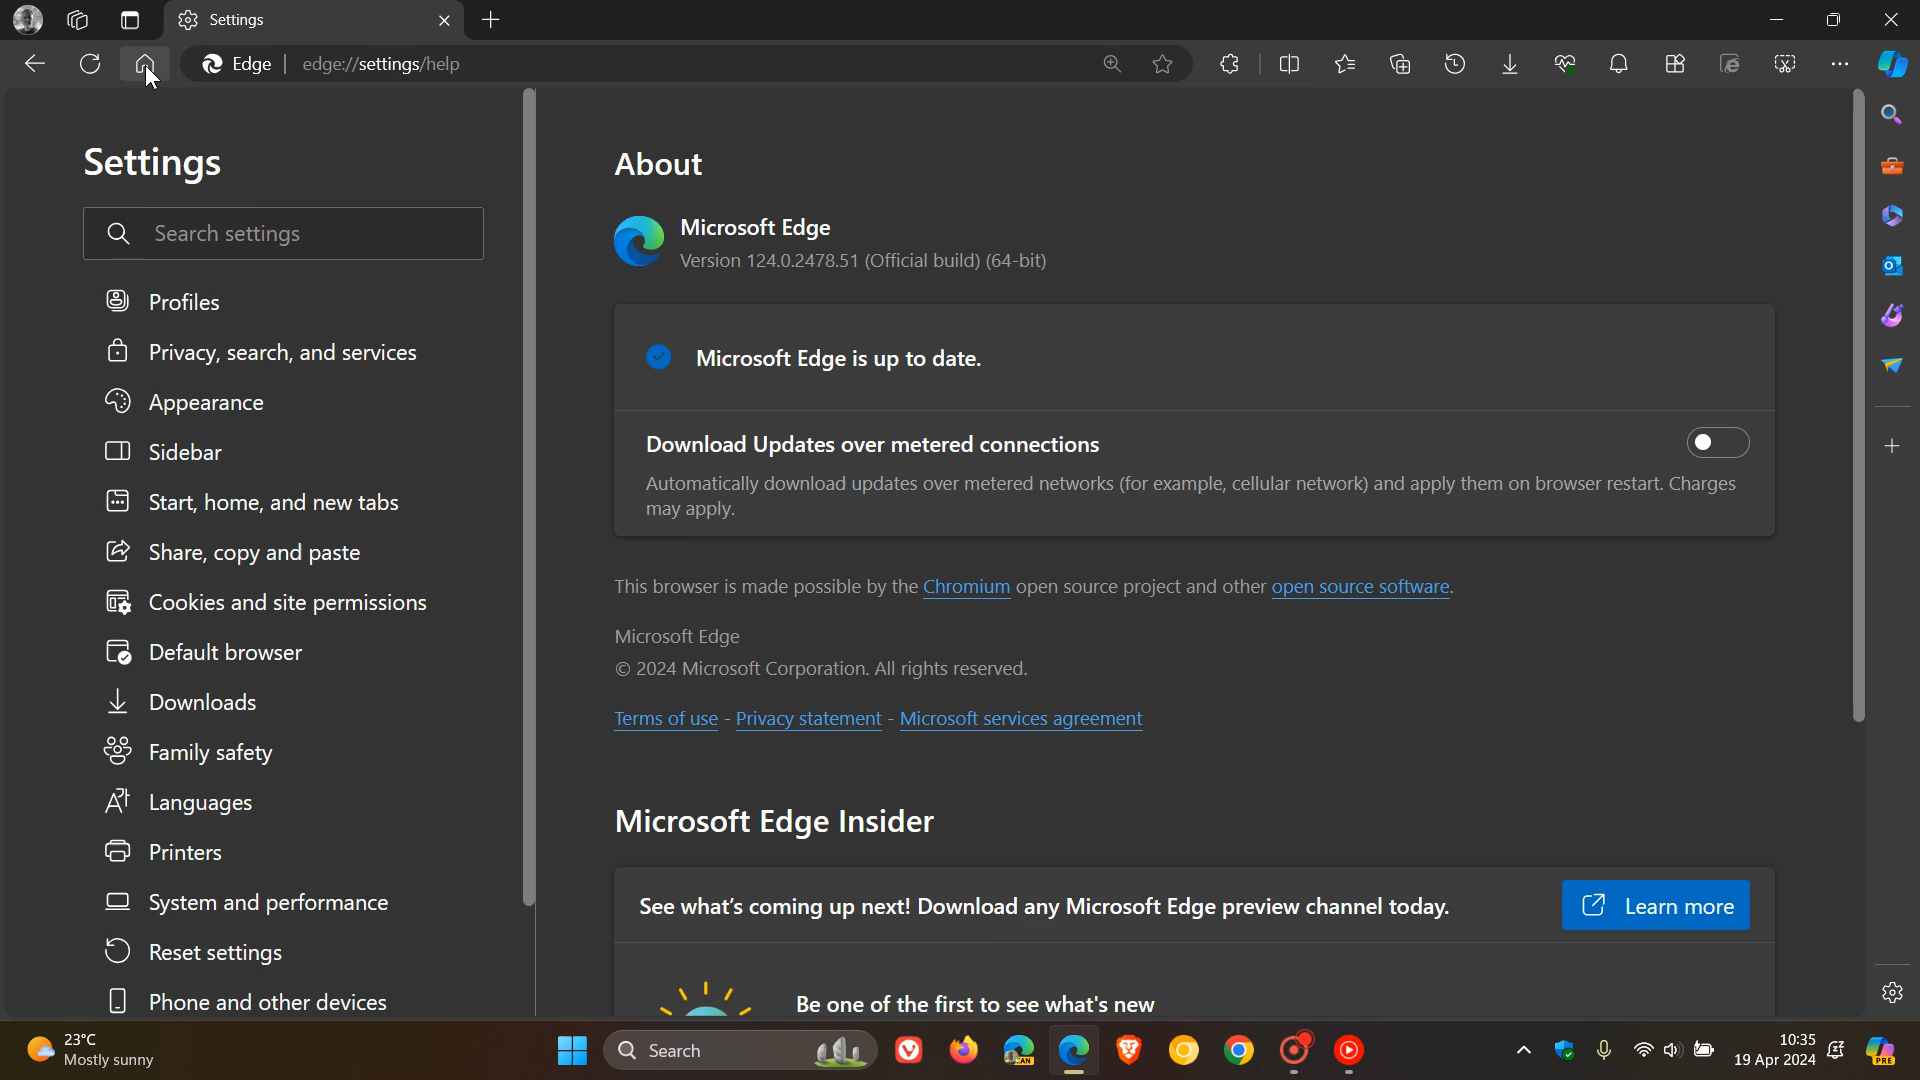 Settings
Edge
edge://settings/help
Settings
Search settings
Profiles
Privacy, search, and services
Appearance
Sidebar
Start, home, and new tabs
Share, copy and paste
Cookies and site permissions
Default browser
Downloads
Family safety
Languages
Printers
System and performance
Reset settings
Phone and other devices
About
Microsoft Edge
Version 124.0.2478.51 (Official build) (64-bit)
Microsoft Edge is up to date.
Download Updates over metered connections
Automatically download updates over metered networks (for example, cellular network) and apply them on browser restart. Charges
may apply.
This browser is made possible by the Chromium open source project and other open source software.
Microsoft Edge
© 2024 Microsoft Corporation. All rights reserved.
Terms of use - Privacy statement - Microsoft services agreement
Microsoft Edge Insider
See what's coming up next! Download any Microsoft Edge preview channel today.
Learn more
Be one of the first to see what's new
23°C
Mostly sunny
Search
CAN
10:35
19 Apr 2024
PRE